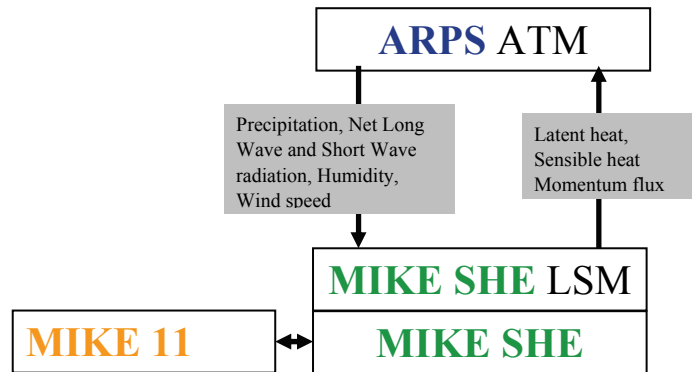 ARPS ATM
Precipitation, Net Long
Wave and Short Wave
radiation, Humidity,
Wind speed
Latent heat,
Sensible heat
Momentum flux
MIKE SHE LSM
MIKE 11
MIKE SHE